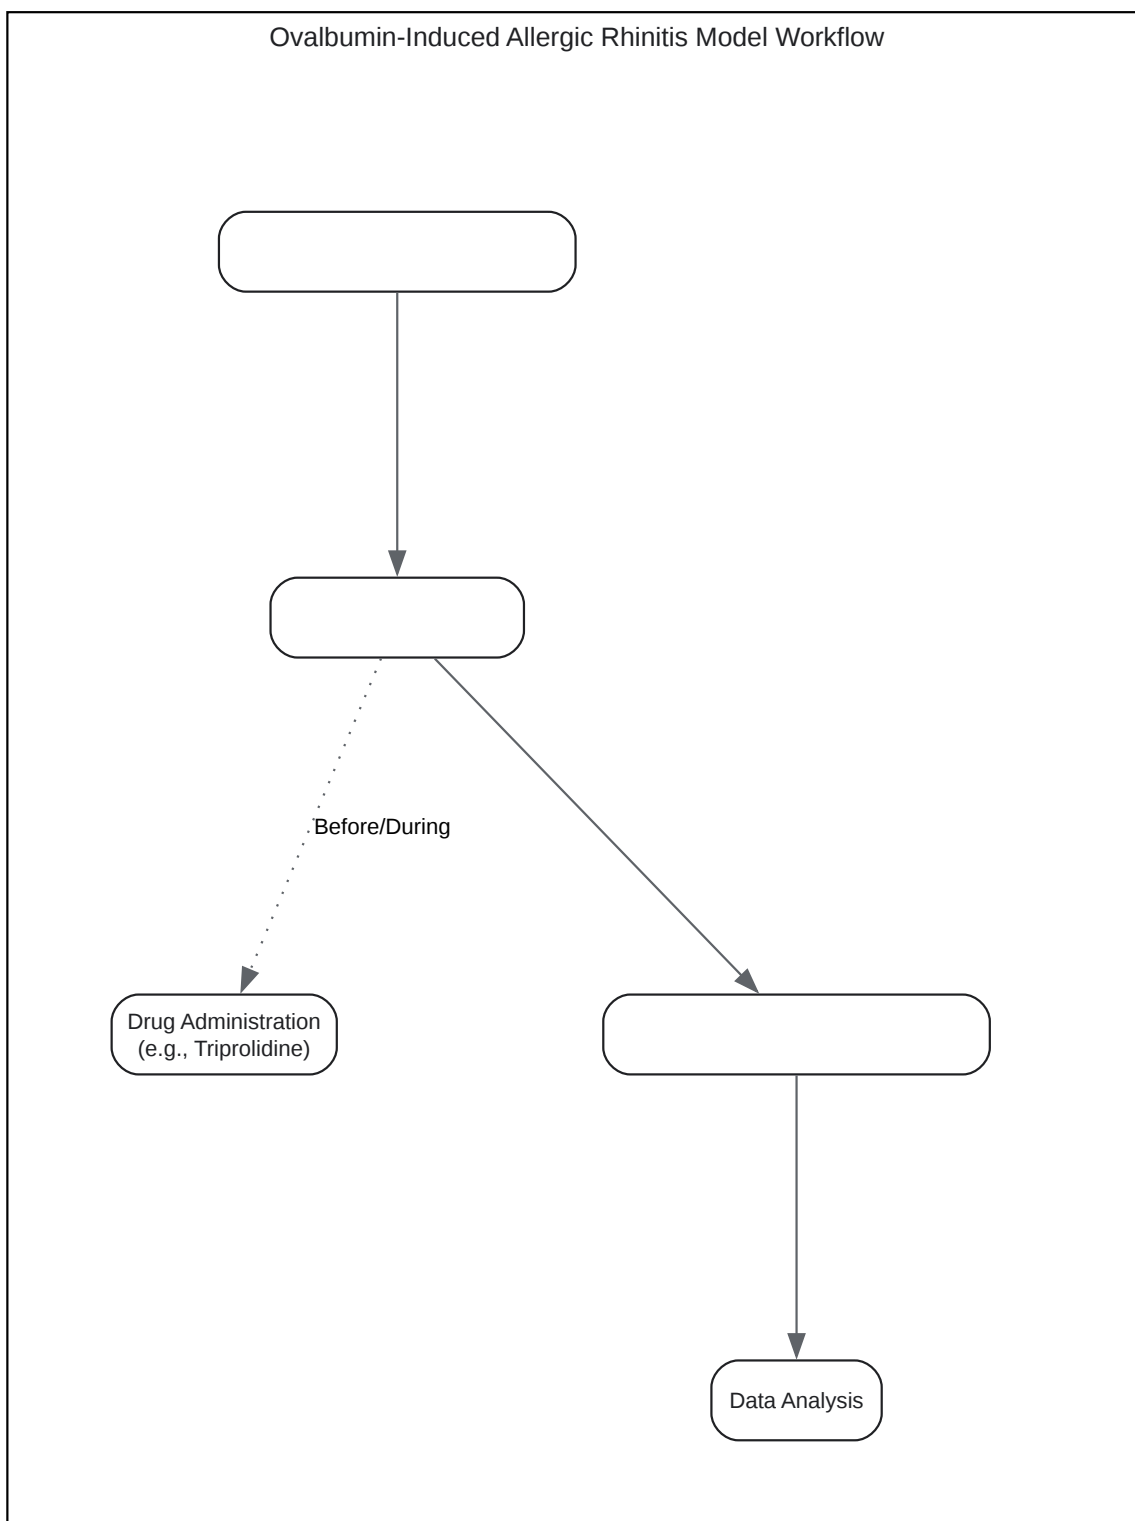 Ovalbumin-Induced Allergic Rhinitis Model Workflow
Before/During
Drug Administration
(e.g., Triprolidine)
Data Analysis